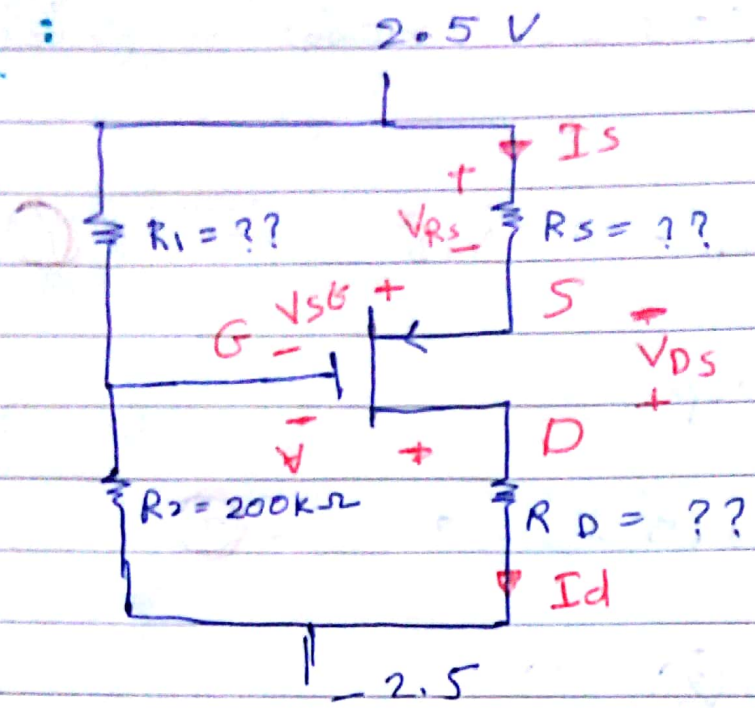 :
2.5 V
Is
+
R1 = ??
VRs
-
Rs = ??
VSG
+
S
G
-
-
VDS
+
-
V
+
D
R2 = 200kΩ
RD = ??
Id
-2.5